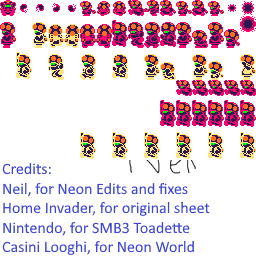 Neil
Credits:
Neil, for Neon Edits and fixes
Home Invader, for original sheet
Nintendo, for SMB3 Toadette
Casini Looghi, for Neon World